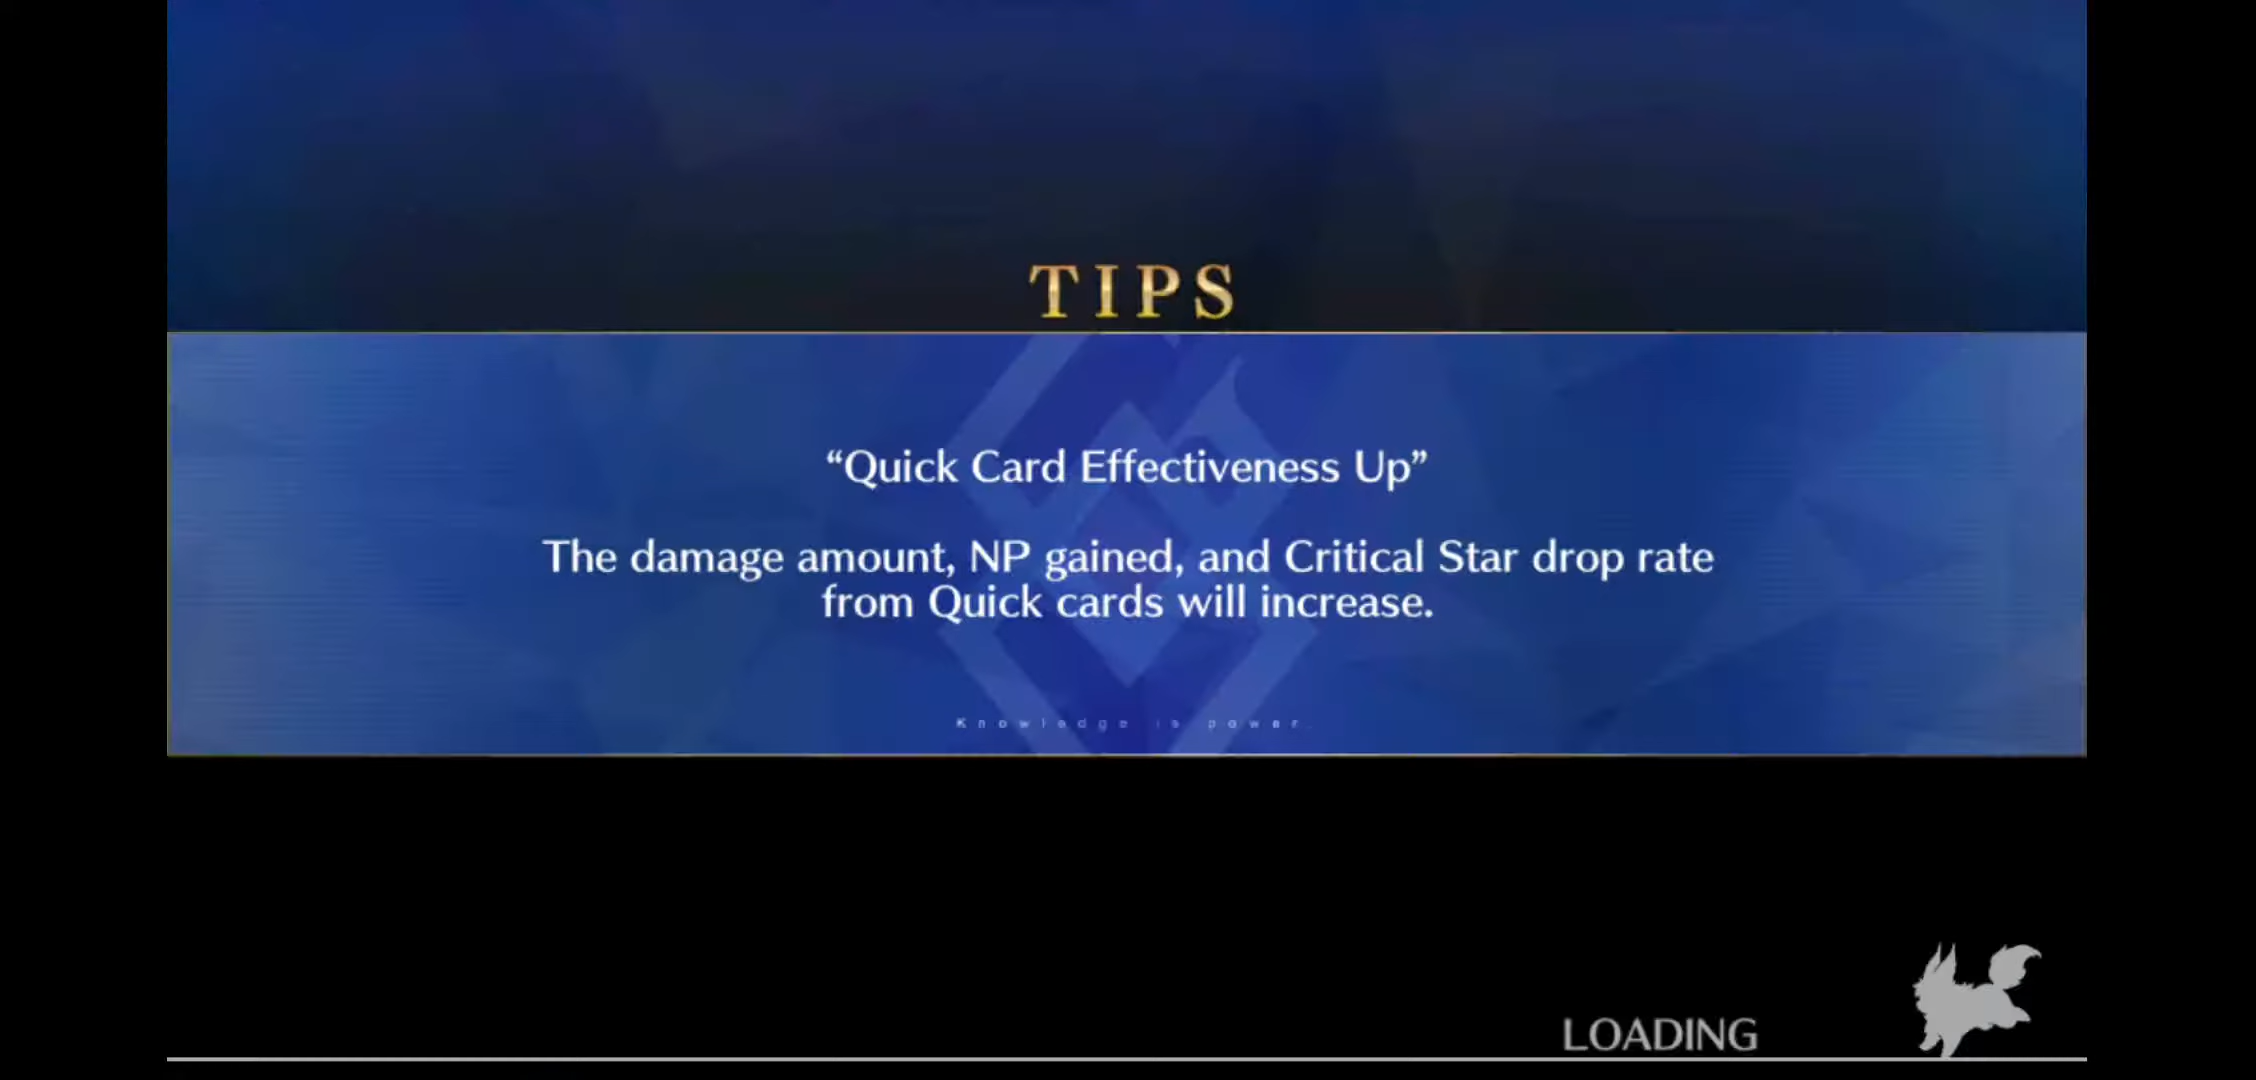 TIPS
“Quick Card Effectiveness Up”
The damage amount, NP gained, and Critical Star drop rate
from Quick cards will increase.
Knowledge is power.
LOADING